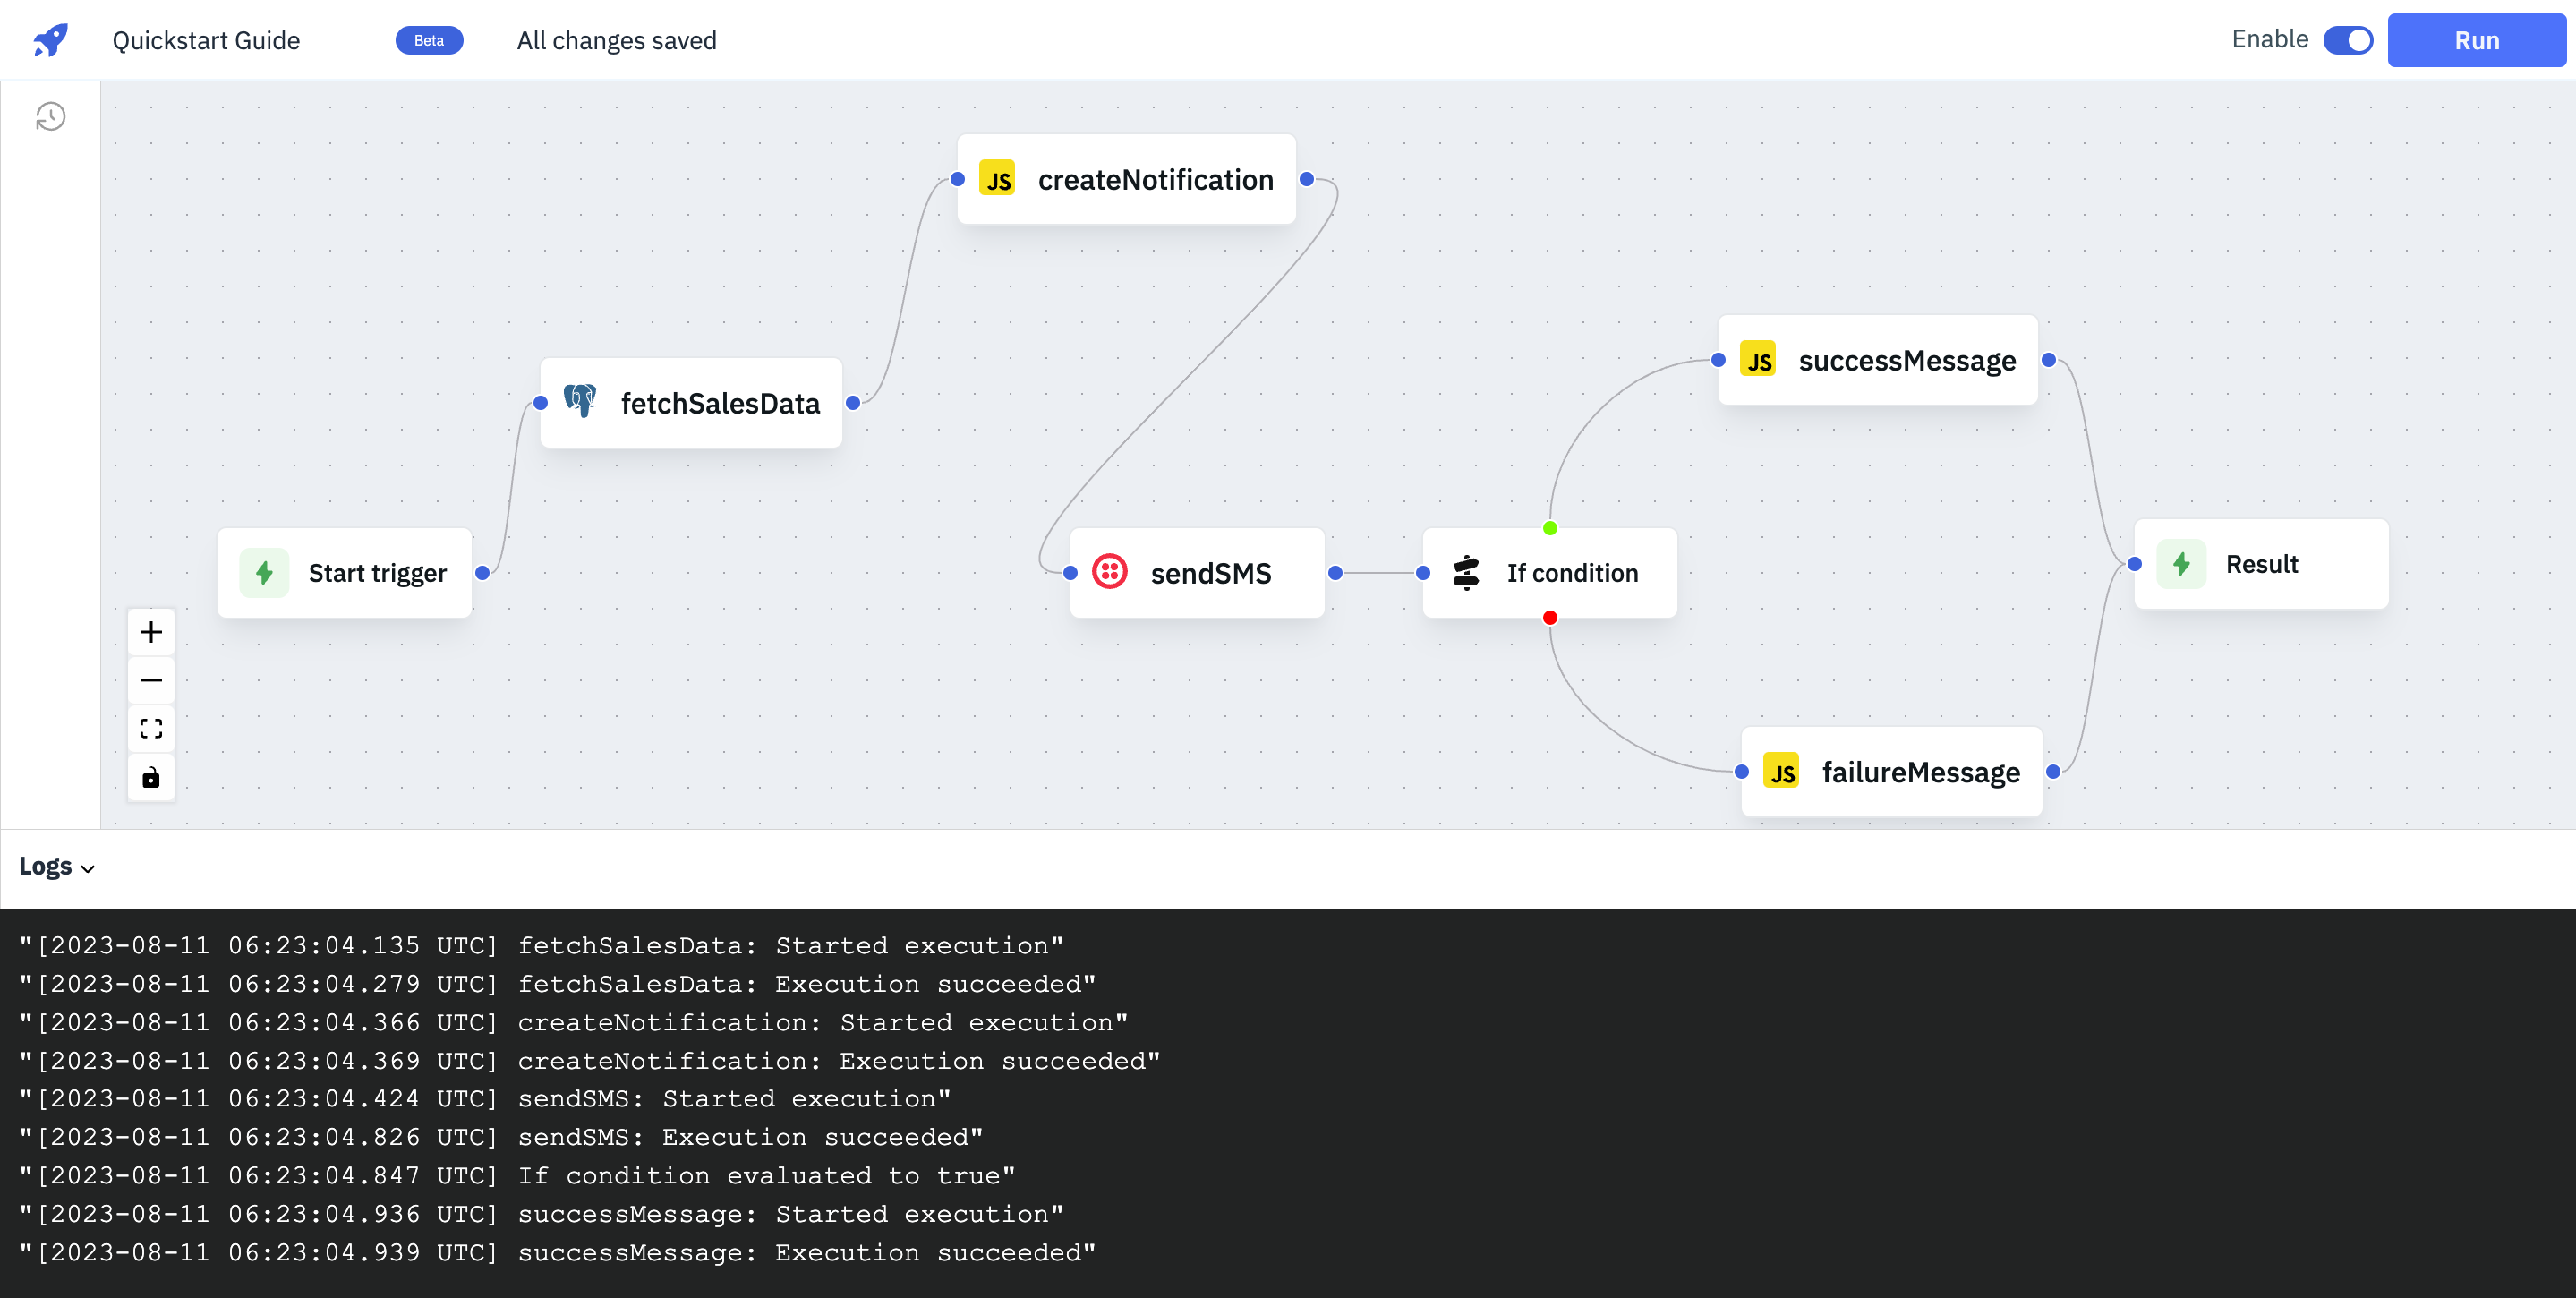 Quickstart Guide
Beta
All changes saved
Enable
Run
JS createNotification
JS successMessage
fetchSalesData
Start trigger
sendSMS
If condition
Result
JS failureMessage
Logs
"[2023-08-11 06:23:04.135 UTC] fetchSalesData: Started execution"
"[2023-08-11 06:23:04.279 UTC] fetchSalesData: Execution succeeded"
"[2023-08-11 06:23:04.366 UTC] createNotification: Started execution"
"[2023-08-11 06:23:04.369 UTC] createNotification: Execution succeeded"
"[2023-08-11 06:23:04.424 UTC] sendSMS: Started execution"
"[2023-08-11 06:23:04.826 UTC] sendSMS: Execution succeeded"
"[2023-08-11 06:23:04.847 UTC] If condition evaluated to true"
"[2023-08-11 06:23:04.936 UTC] successMessage: Started execution"
"[2023-08-11 06:23:04.939 UTC] successMessage: Execution succeeded"